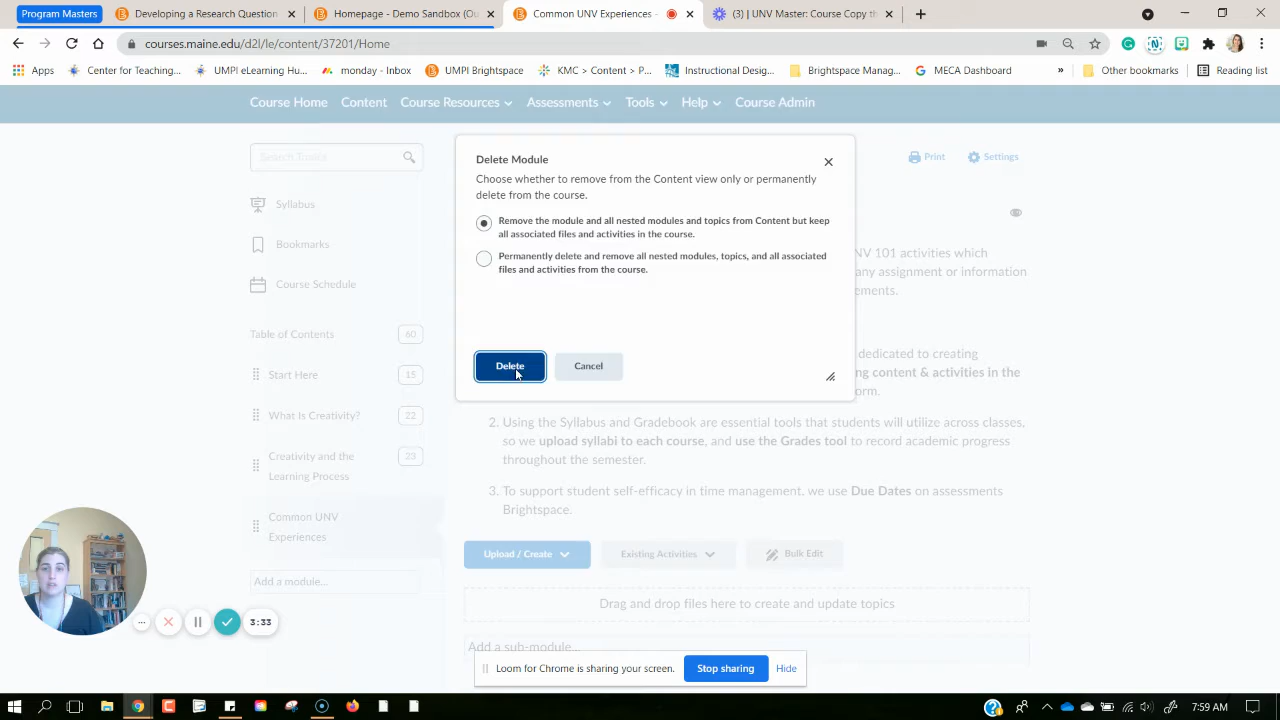 Program Masters
Developing a Research Question
Homepage - Demo Sandbox (Ou
Common UNV Experiences -
(3) | UNV Master: Course Copy th
courses.maine.edu/d2l/le/content/37201/Home
Apps
Center for Teaching...
UMPI eLearning Hu...
monday - Inbox
UMPI Brightspace
KMC > Content > P...
Instructional Desig...
Brightspace Manag...
MECA Dashboard
»
Other bookmarks
Reading list
Course Home
Content
Course Resources
Assessments
Tools
Help
Course Admin
Search Topics
Syllabus
Bookmarks
Course Schedule
Table of Contents
60
Start Here
15
What Is Creativity?
22
Creativity and the
Learning Process
23
Common UNV
Experiences
Add a module...
Print
Settings
Delete Module
Choose whether to remove from the Content view only or permanently
delete from the course.
Remove the module and all nested modules and topics from Content but keep
all associated files and activities in the course.
Permanently delete and remove all nested modules, topics, and all associated
files and activities from the course.
Delete
Cancel
NV 101 activities which
any assignment or information
ements.
dedicated to creating
ng content & activities in the
orm.
2. Using the Syllabus and Gradebook are essential tools that students will utilize across classes,
so we upload syllabi to each course, and use the Grades tool to record academic progress
throughout the semester.
3. To support student self-efficacy in time management, we use Due Dates on assessments
Brightspace.
Upload / Create
Existing Activities
Bulk Edit
Drag and drop files here to create and update topics
Add a sub-module...
3:33
Loom for Chrome is sharing your screen.
Stop sharing
Hide
7:59 AM